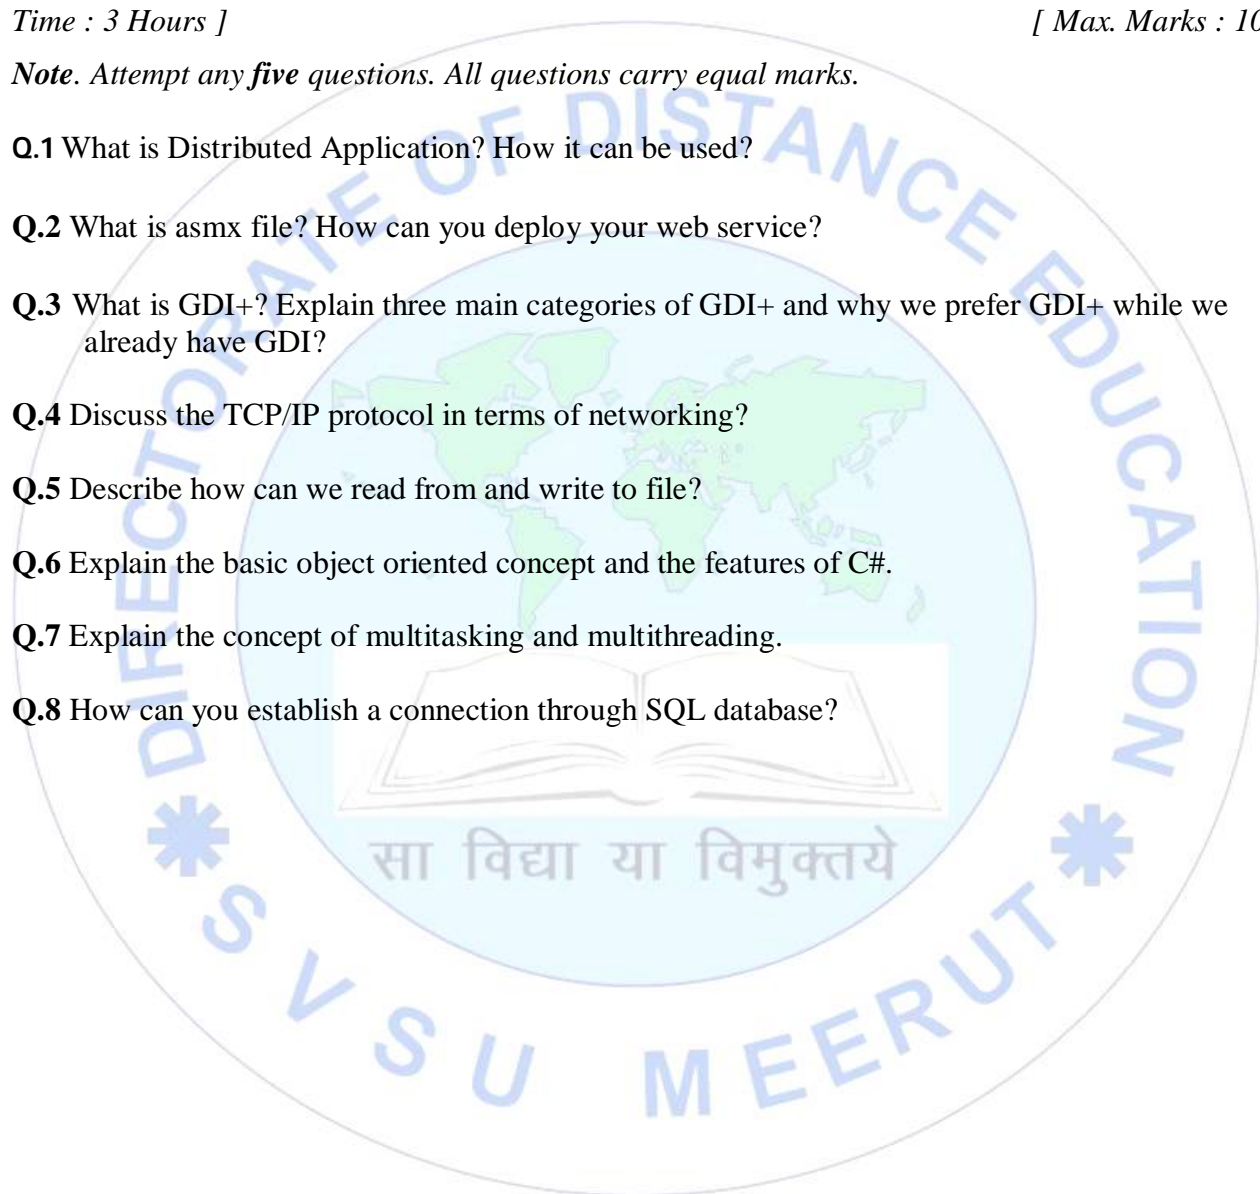 Time : 3 Hours ] [ Max. Marks : 10
Note. Attempt any five questions. All questions carry equal marks.
Q.1 What is Distributed Application? How it can be used?
Q.2 What is asmx file? How can you deploy your web service?
Q.3 What is GDI+? Explain three main categories of GDI+ and why we prefer GDI+ while we
already have GDI?
Q.4 Discuss the TCP/IP protocol in terms of networking?
Q.5 Describe how can we read from and write to file?
Q.6 Explain the basic object oriented concept and the features of C#.
Q.7 Explain the concept of multitasking and multithreading.
Q.8 How can you establish a connection through SQL database?
DIRECTORATE OF DISTANCE EDUCATION
सा विद्या या विमुक्तये
SVSU MEERUT